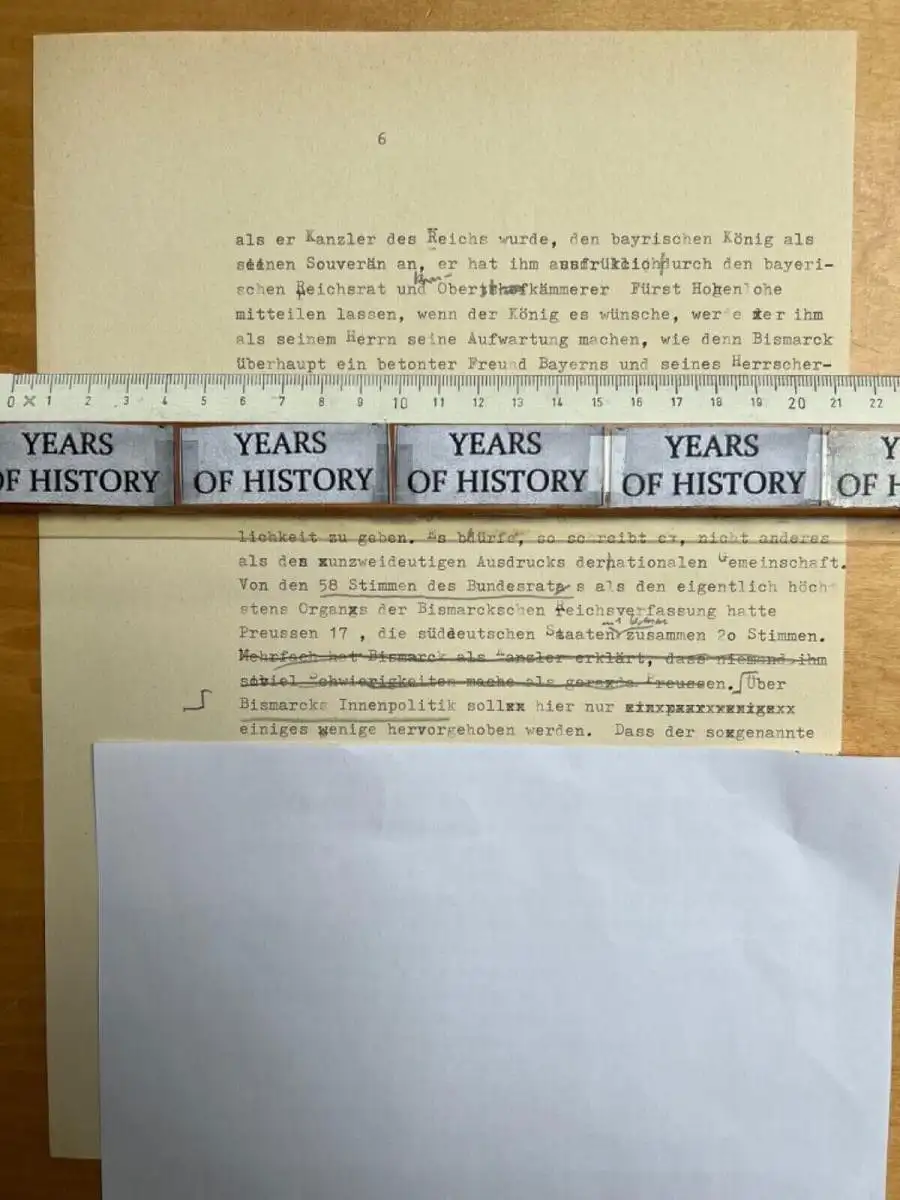 6
als er Kanzler des Reichs wurde, den bayrischen König als
seinen Souverän an, er hat ihm durch den bayeri-
schen Reichsrat und Fürst Hohenlohe
mitteilen lassen, wenn der König es wünsche, werde er ihm
als seinem Herrn seine Aufwartung machen, wie denn Bismarck
überhaupt ein betonter Freund Bayerns und seines Herrscher-
0 1 2 3 4 5 6 7 8 9 10 11 12 13 14 15 16 17 18 19 20 21 22
YEARS YEARS YEARS YEARS Y
OF HISTORY OF HISTORY OF HISTORY OF HISTORY OF H
lichkeit zu geben. Es so schreibt er, nicht anderes
als des unzweideutigen Ausdrucks der nationalen Gemeinschaft.
Von den 58 Stimmen des Bundesrats als den eigentlich höch
stens Organs der Bismarckschen Reichsverfassung hatte
Preussen 17 , die süddeutschen Staaten zusammen 2o Stimmen.
Mehrfach hat Bismarck als Kanzler erklärt, dass niemand ihm
soviel Schwierigkeiten mache als gerade Preussen. Über
Bismarcks Innenpolitik soll hier nur
einiges wenige hervorgehoben werden. Dass der sogenannte